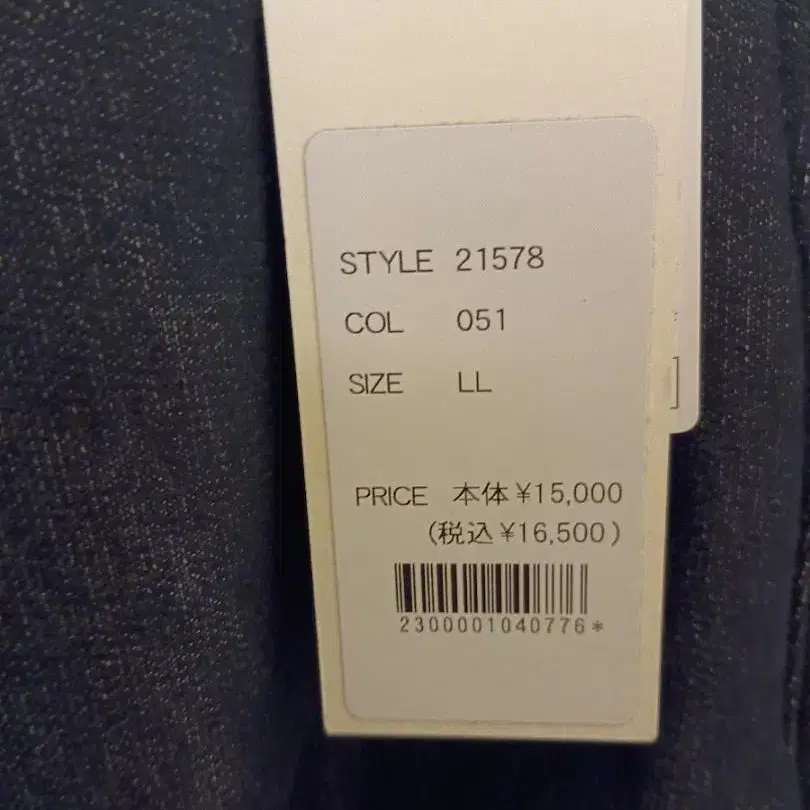 STYLE 21578
COL 051
SIZE LL
PRICE 本体 ¥15,000
(税込 ¥16,500)
2300001040776*